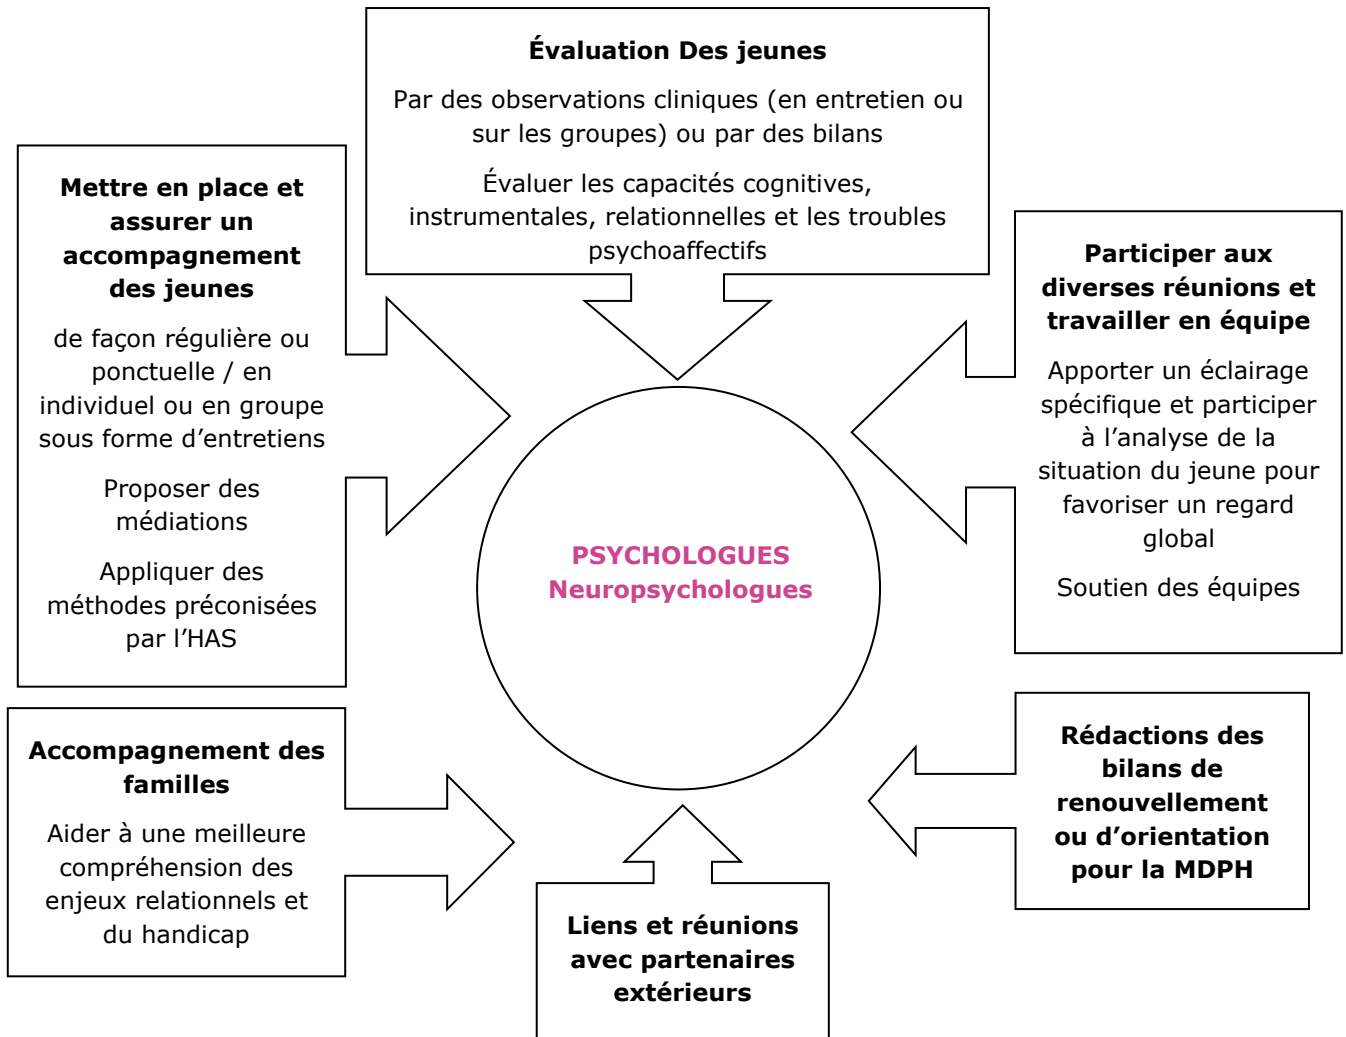 Évaluation Des jeunes
Par des observations cliniques (en entretien ou
sur les groupes) ou par des bilans
Évaluer les capacités cognitives,
instrumentales, relationnelles et les troubles
psychoaffectifs
Mettre en place et
assurer un
accompagnement
des jeunes
de façon régulière ou
ponctuelle / en
individuel ou en groupe
sous forme d’entretiens
Proposer des
médiations
Appliquer des
méthodes préconisées
par l’HAS
Participer aux
diverses réunions et
travailler en équipe
Apporter un éclairage
spécifique et participer
à l’analyse de la
situation du jeune pour
favoriser un regard
global
Soutien des équipes
PSYCHOLOGUES
Neuropsychologues
Accompagnement des
familles
Aider à une meilleure
compréhension des
enjeux relationnels et
du handicap
Rédactions des
bilans de
renouvellement
ou d’orientation
pour la MDPH
Liens et réunions
avec partenaires
extérieurs